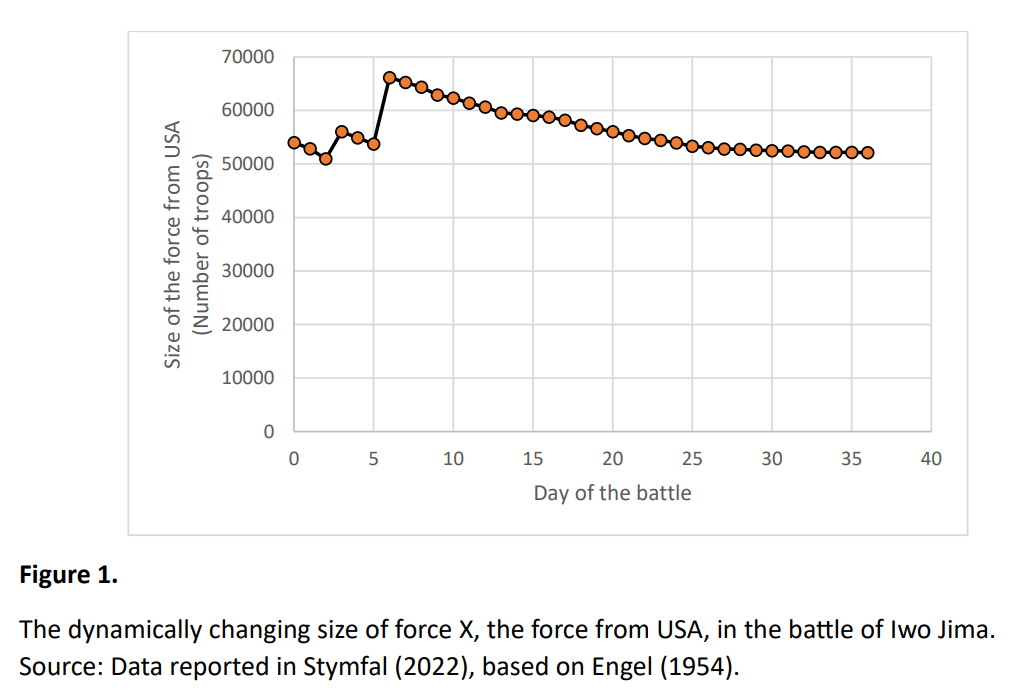 70000
60000
50000
40000
30000
20000
10000
0
Size of the force from USA
(Number of troops)
0 5 10 15 20 25 30 35 40
Day of the battle
Figure 1.
The dynamically changing size of force X, the force from USA, in the battle of Iwo Jima.
Source: Data reported in Stymfal (2022), based on Engel (1954).